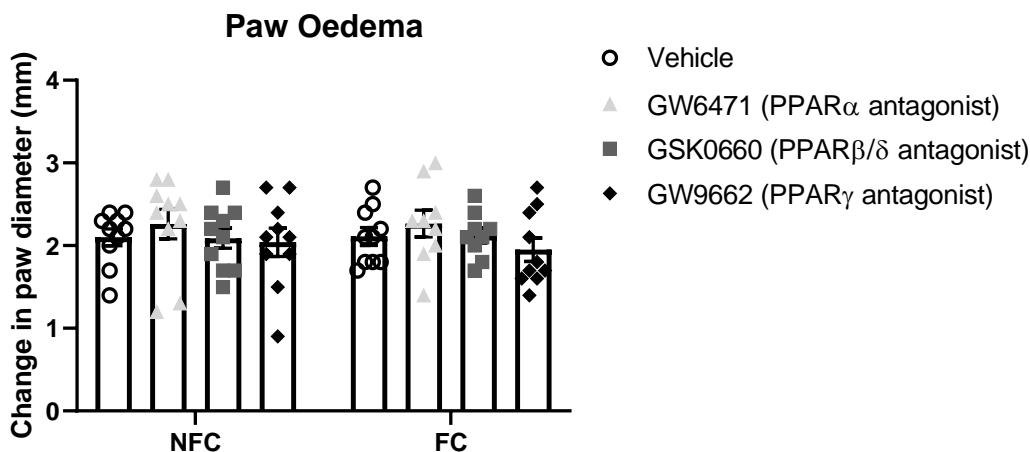 Paw Oedema
Change in paw diameter (mm)
4
3
2
1
0
NFC
FC
Vehicle
GW6471 (PPARα antagonist)
GSK0660 (PPARβ/δ antagonist)
GW9662 (PPARγ antagonist)